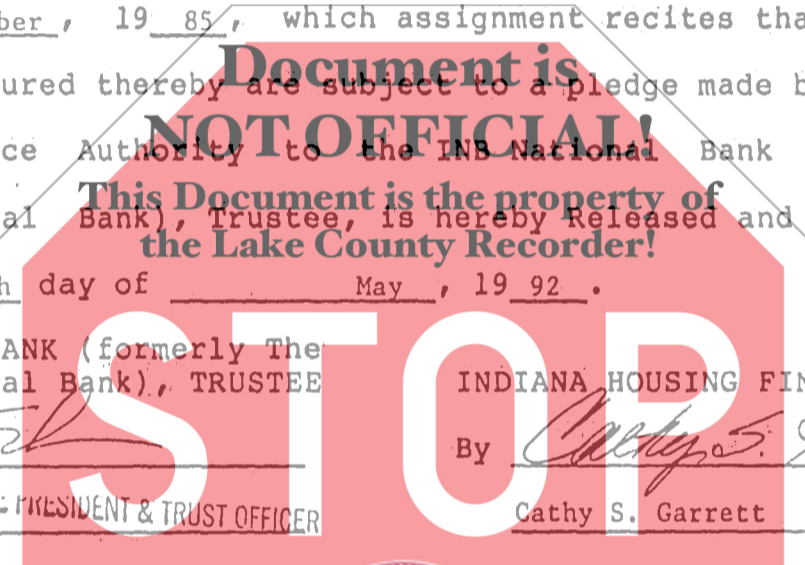 ber, 19 85, which assignment recites tha
Document is
ured thereby are subject to a pledge made b
NOT OFFICIAL!
ce Authority to the INB National Bank
This Document is the property of
al Bank), Trustee, is hereby Released and
the Lake County Recorder!
h day of May, 19 92.
STOP
ANK (formerly The
al Bank), TRUSTEE
INDIANA HOUSING FIN
By Cathy S.
PRESIDENT & TRUST OFFICER
Cathy S. Garrett